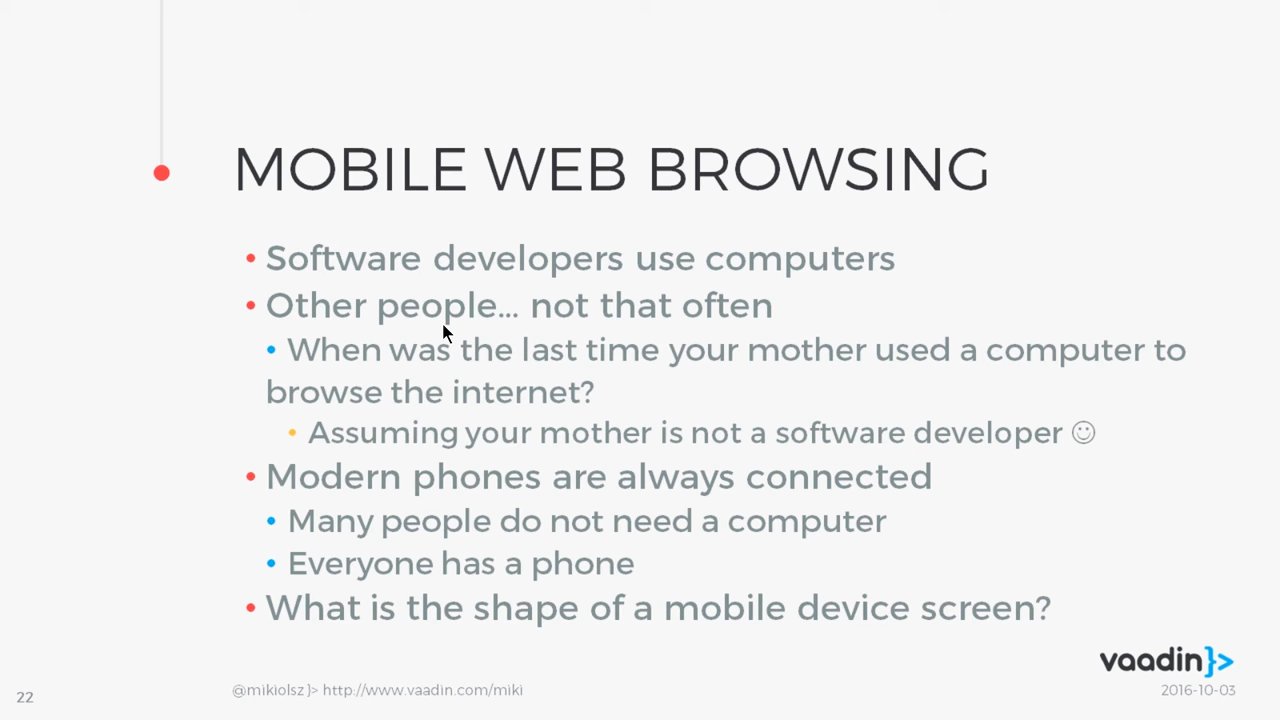 MOBILE WEB BROWSING
• Software developers use computers
• Other people... not that often
• When was the last time your mother used a computer to
browse the internet?
• Assuming your mother is not a software developer ☺
• Modern phones are always connected
• Many people do not need a computer
• Everyone has a phone
• What is the shape of a mobile device screen?
vaadin}>
22
@mikiolsz }> http://www.vaadin.com/miki
2016-10-03